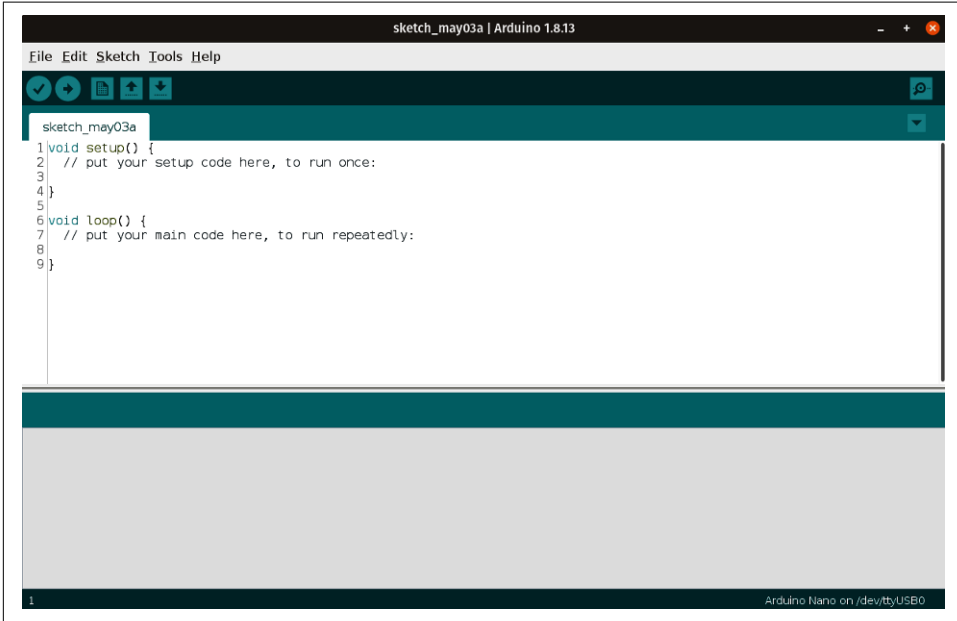 sketch_may03a | Arduino 1.8.13
File Edit Sketch Tools Help
sketch_may03a
1 void setup() {
2   // put your setup code here, to run once:
3
4 }
5
6 void loop() {
7   // put your main code here, to run repeatedly:
8
9 }
1 Arduino Nano on /dev/ttyUSB0